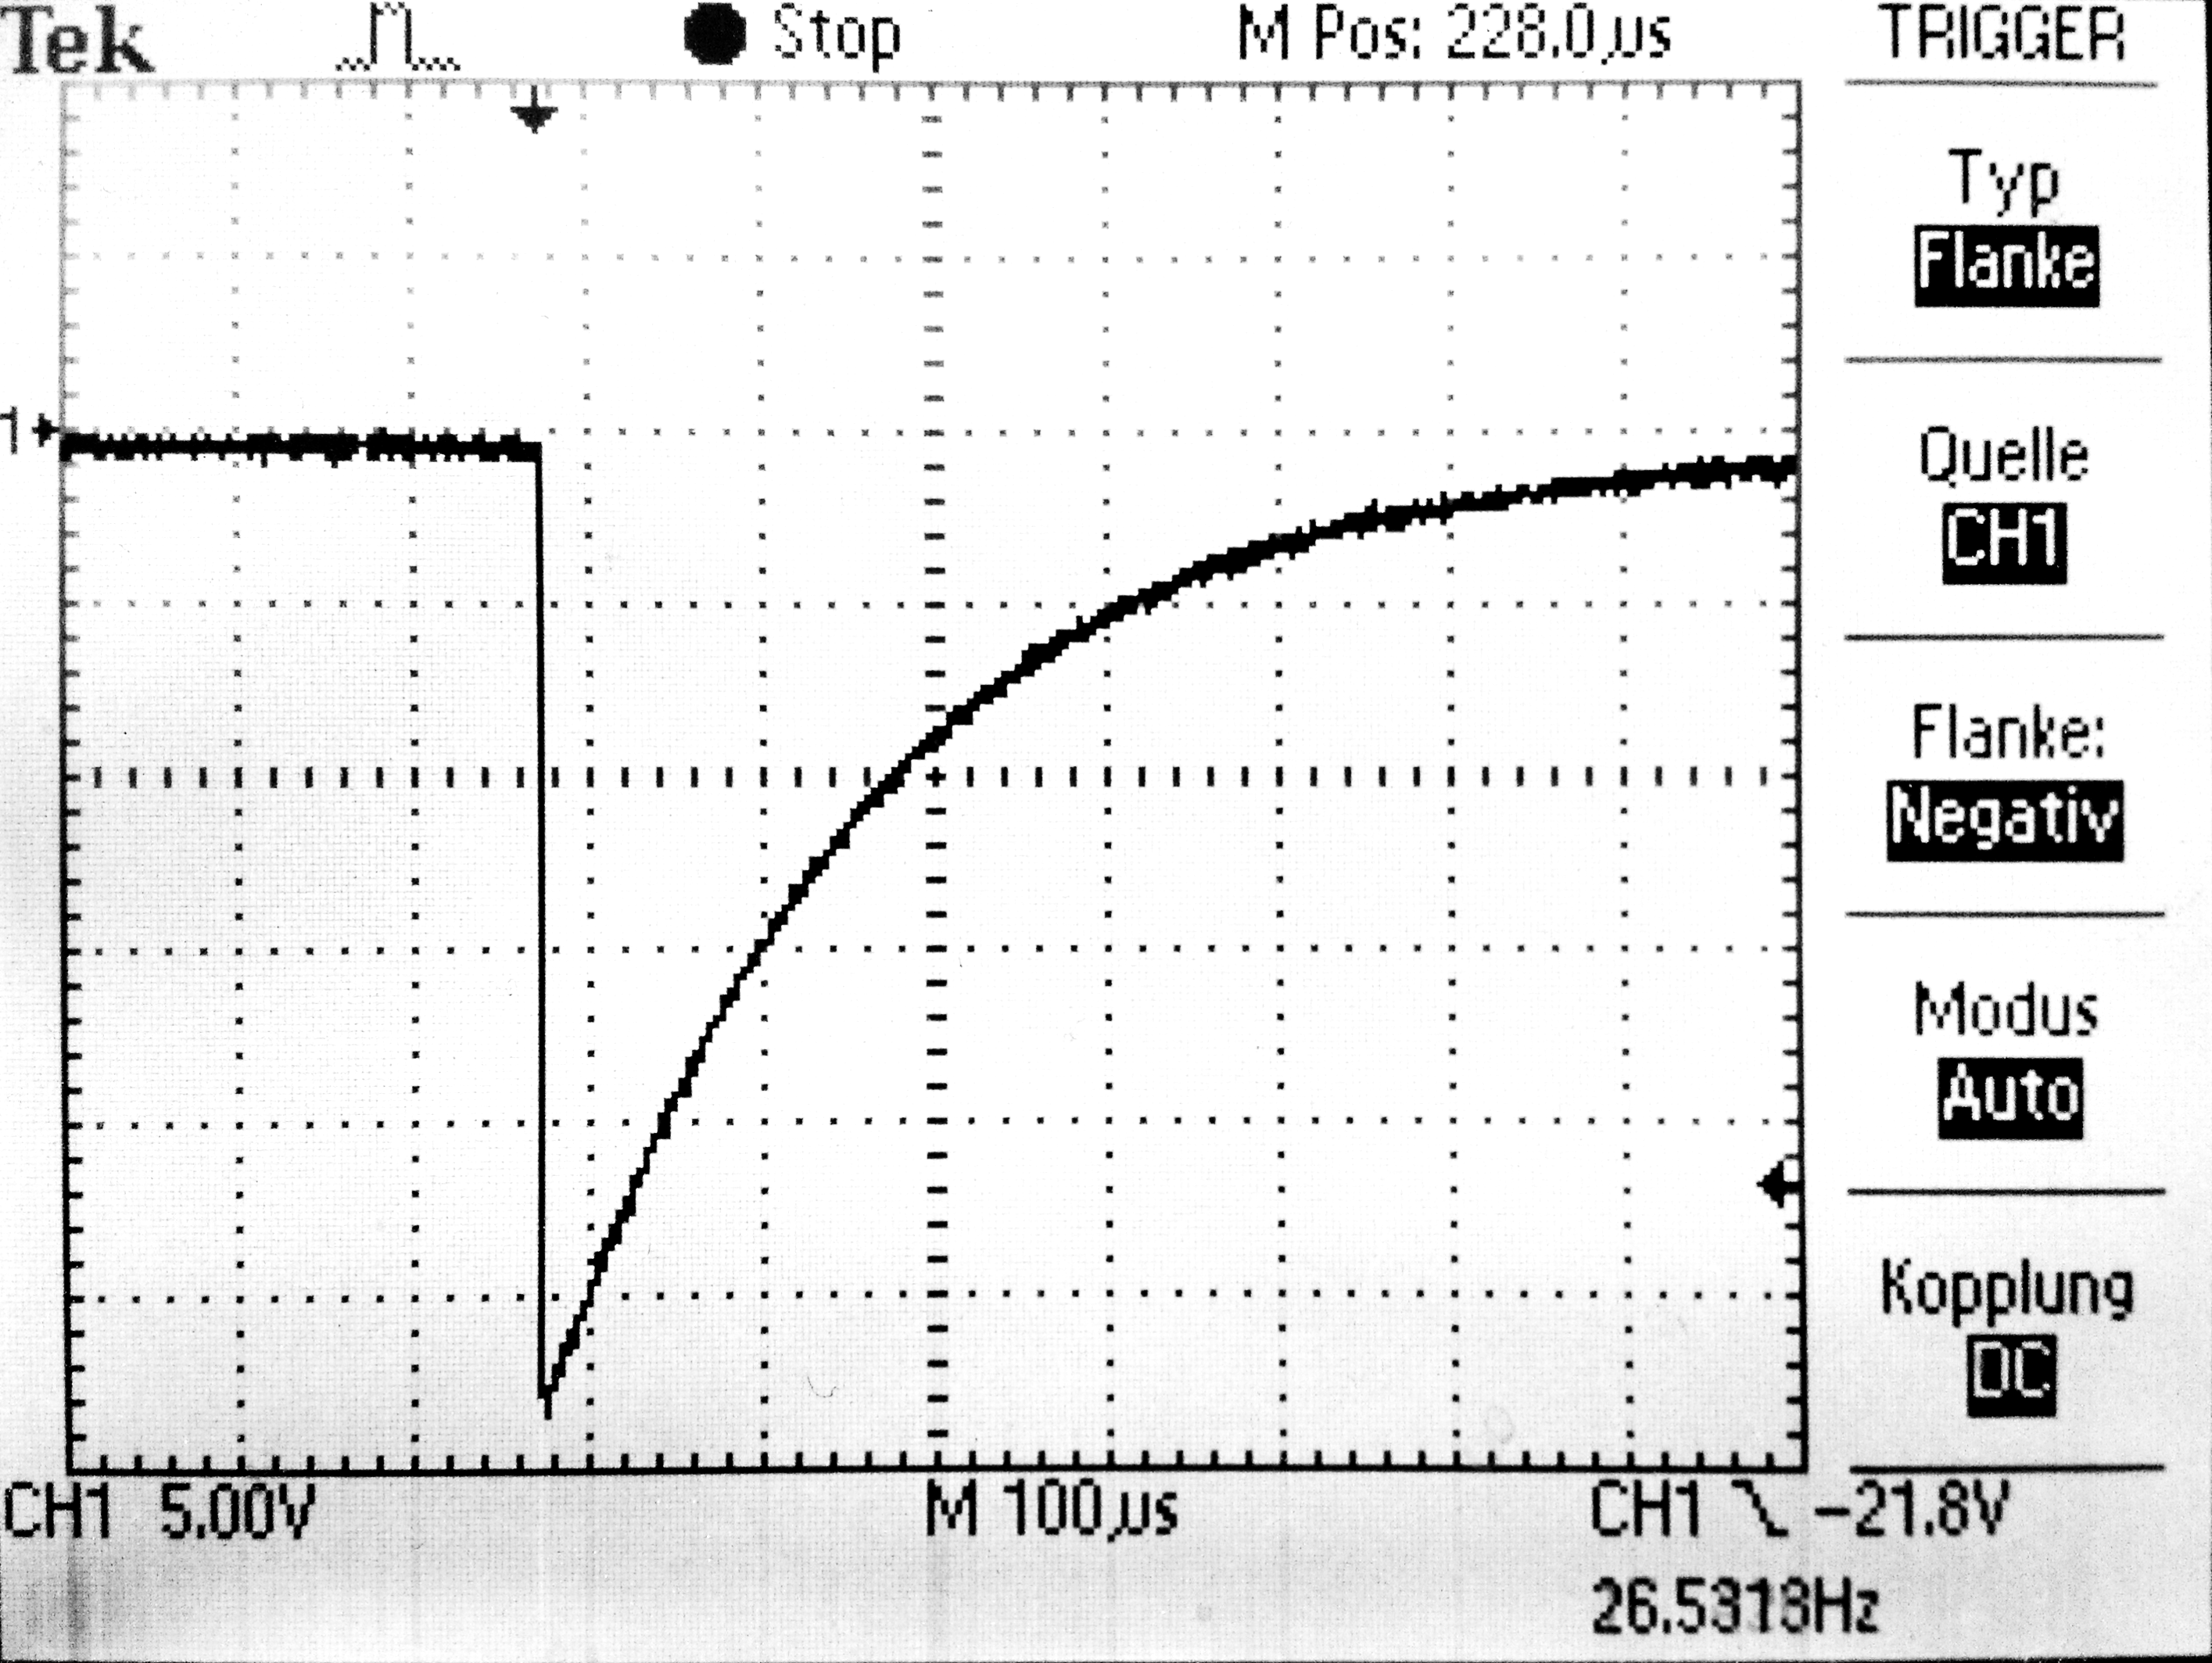 Tek Stop M Pos: 228.0µs TRIGGER
Typ
Flanke
1
Quelle
CH1
Flanke:
Negativ
Modus
Auto
Kopplung
DC
CH1 5.00V M 100µs CH1 -21.8V
26.5313Hz